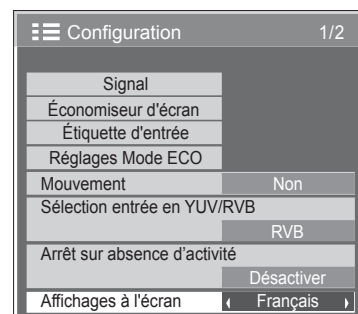 Configuration 1/2
Signal
Économiseur d'écran
Étiquette d'entrée
Réglages Mode ECO
Mouvement Non
Sélection entrée en YUV/RVB
RVB
Arrêt sur absence d'activité
Désactiver
Affichages à l'écran Français